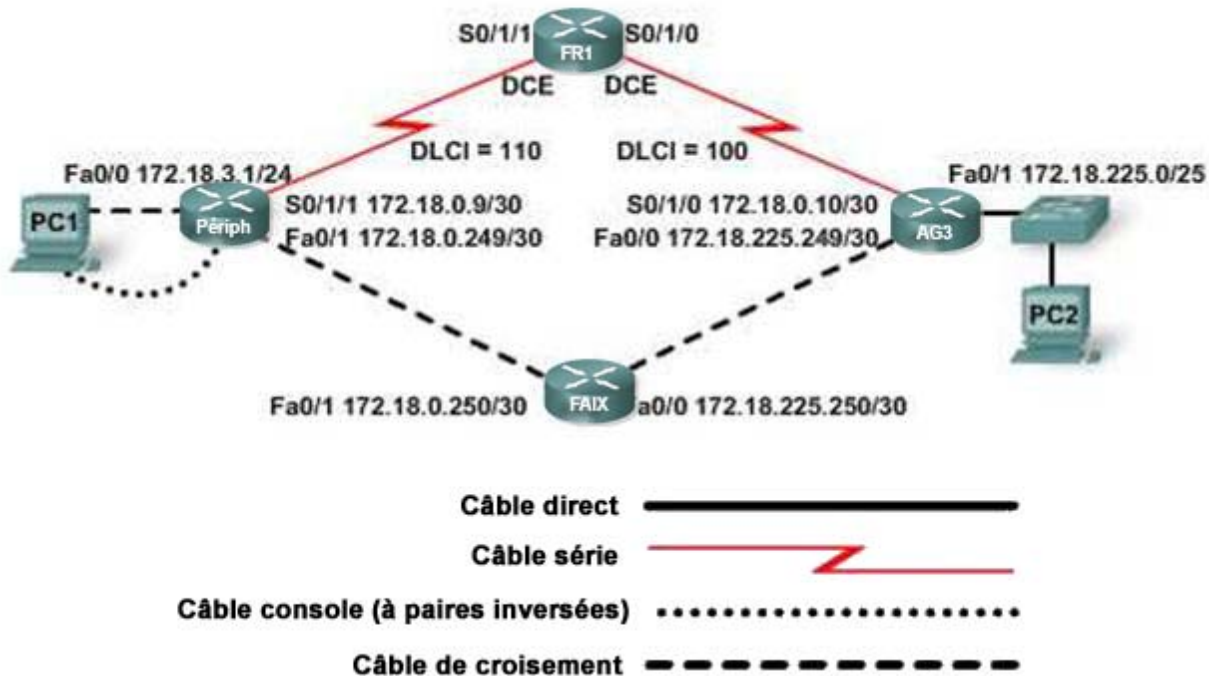 S0/1/1
S0/1/0
FR1
DCE
DCE
DLCI = 110
DLCI = 100
Fa0/0 172.18.3.1/24
Fa0/1 172.18.225.0/25
PC1
Périph
S0/1/1 172.18.0.9/30
S0/1/0 172.18.0.10/30
Fa0/1 172.18.0.249/30
Fa0/0 172.18.225.249/30
AG3
PC2
Fa0/1 172.18.0.250/30
FAIX
a0/0 172.18.225.250/30
Câble direct
Câble série
Câble console (à paires inversées)
Câble de croisement